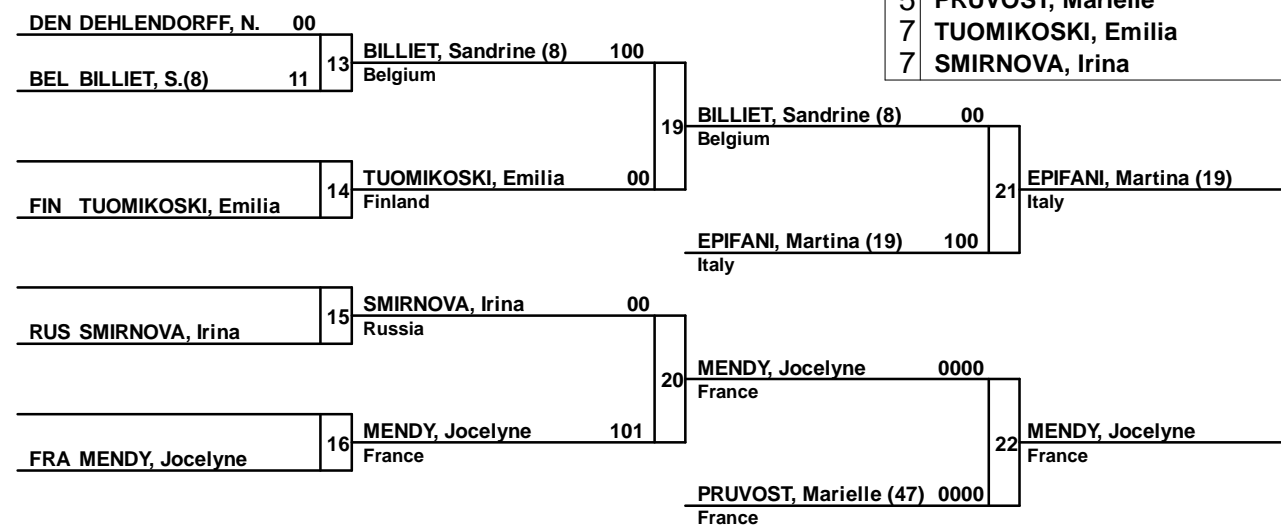 5 PRUVOST, Marielle
7 TUOMIKOSKI, Emilia
7 SMIRNOVA, Irina
DEN DEHLENDORFF, N. 00
BEL BILLIET, S.(8) 11
13
BILLIET, Sandrine (8) 100
Belgium
FIN TUOMIKOSKI, Emilia
14
TUOMIKOSKI, Emilia 00
Finland
19
BILLIET, Sandrine (8) 00
Belgium
EPIFANI, Martina (19) 100
Italy
21
EPIFANI, Martina (19)
Italy
RUS SMIRNOVA, Irina
15
SMIRNOVA, Irina 00
Russia
FRA MENDY, Jocelyne
16
MENDY, Jocelyne 101
France
20
MENDY, Jocelyne 0000
France
PRUVOST, Marielle (47) 0000
France
22
MENDY, Jocelyne
France